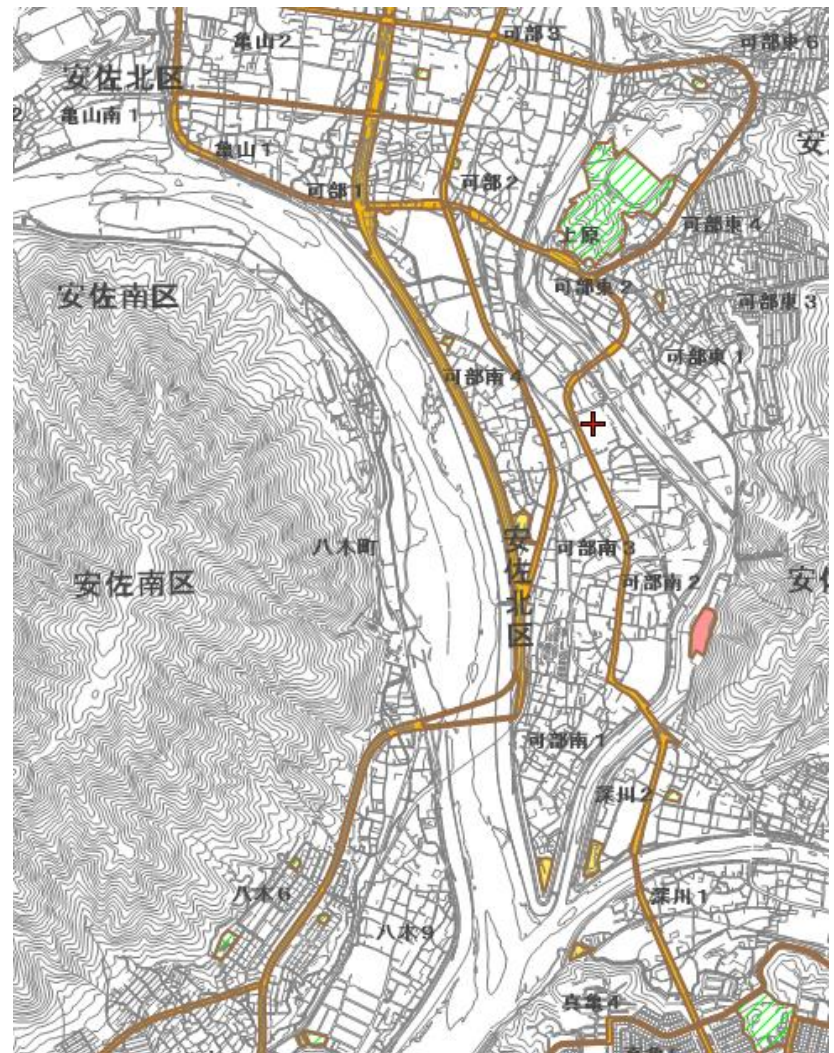 亀山2
可部3
可部東6
安佐北区
亀山南1
亀山1
可部1
可部2
可部東4
上原
安佐南区
可部東2
可部東3
可部東1
可部南4
八木町
安佐北区
可部南3
可部南2
安佐南区
可部南1
深川2
八木6
深川1
八木9
真亀4